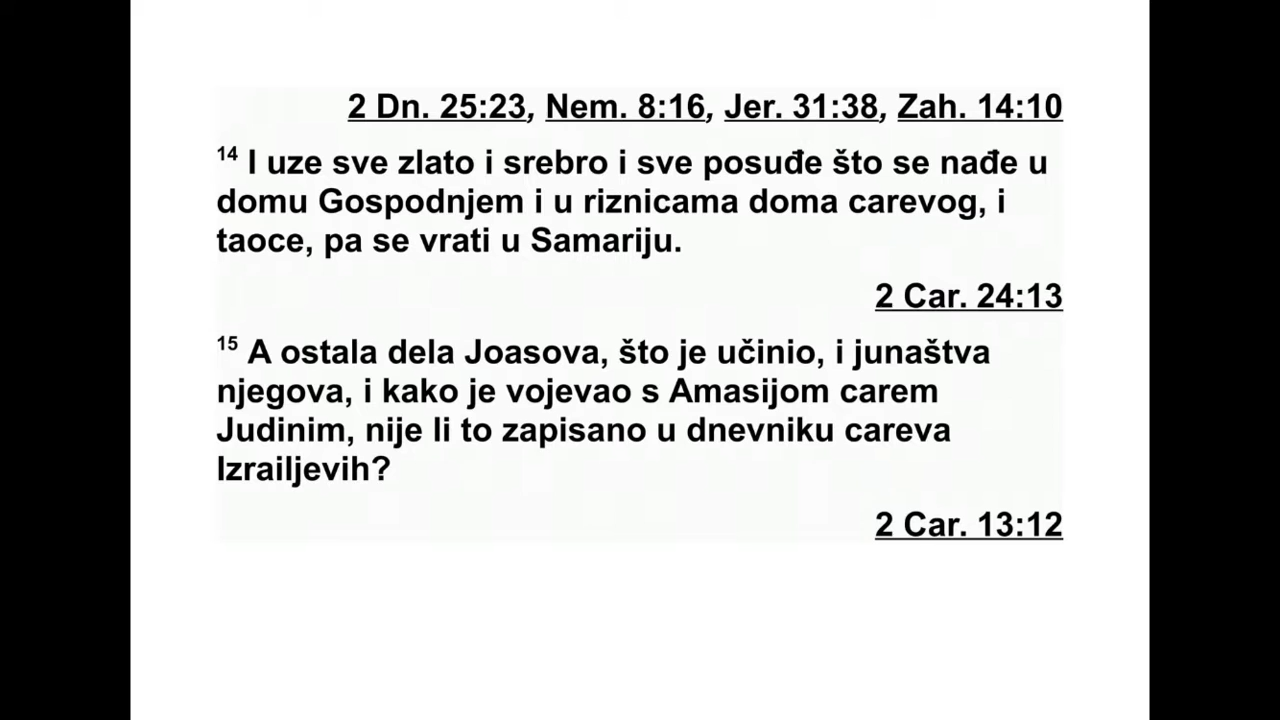 2 Dn. 25:23, Nem. 8:16, Jer. 31:38, Zah. 14:10
14 I uze sve zlato i srebro i sve posuđe što se nađe u
domu Gospodnjem i u riznicama doma carevog, i
taoce, pa se vrati u Samariju.
2 Car. 24:13
15 A ostala dela Joasova, što je učinio, i junaštva
njegova, i kako je vojevao s Amasijom carem
Judinim, nije li to zapisano u dnevniku careva
Izrailjevih?
2 Car. 13:12